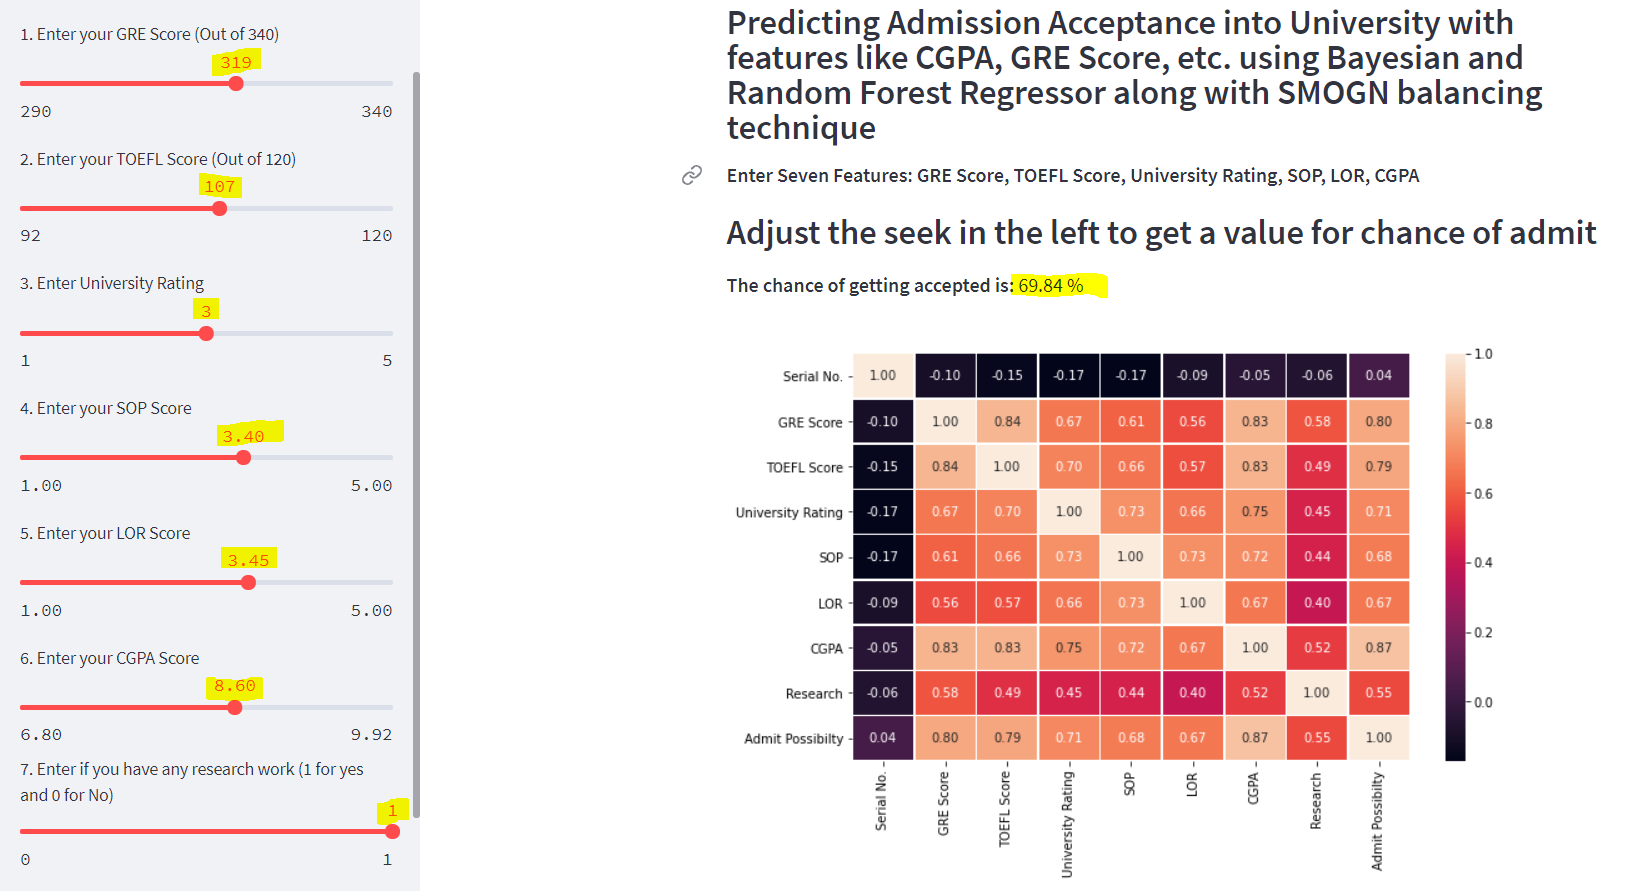 1. Enter your GRE Score (Out of 340)
319
290 340
2. Enter your TOEFL Score (Out of 120)
107
92 120
3. Enter University Rating
3
1 5
4. Enter your SOP Score
3.40
1.00 5.00
5. Enter your LOR Score
3.45
1.00 5.00
6. Enter your CGPA Score
8.60
6.80 9.92
7. Enter if you have any research work (1 for yes
and 0 for No)
1
0 1
Predicting Admission Acceptance into University with
features like CGPA, GRE Score, etc. using Bayesian and
Random Forest Regressor along with SMOGN balancing
technique
Enter Seven Features: GRE Score, TOEFL Score, University Rating, SOP, LOR, CGPA
Adjust the seek in the left to get a value for chance of admit
The chance of getting accepted is: 69.84 %
Serial No. 1.00 -0.10 -0.15 -0.17 -0.17 -0.09 -0.05 -0.06 0.04
GRE Score -0.10 1.00 0.84 0.67 0.61 0.56 0.83 0.58 0.80
TOEFL Score -0.15 0.84 1.00 0.70 0.66 0.57 0.83 0.49 0.79
University Rating -0.17 0.67 0.70 1.00 0.73 0.66 0.75 0.45 0.71
SOP -0.17 0.61 0.66 0.73 1.00 0.73 0.72 0.44 0.68
LOR -0.09 0.56 0.57 0.66 0.73 1.00 0.67 0.40 0.67
CGPA -0.05 0.83 0.83 0.75 0.72 0.67 1.00 0.52 0.87
Research -0.06 0.58 0.49 0.45 0.44 0.40 0.52 1.00 0.55
Admit Possibilty 0.04 0.80 0.79 0.71 0.68 0.67 0.87 0.55 1.00
Serial No.
GRE Score
TOEFL Score
University Rating
SOP
LOR
CGPA
Research
Admit Possibilty
1.0
0.8
0.6
0.4
0.2
0.0